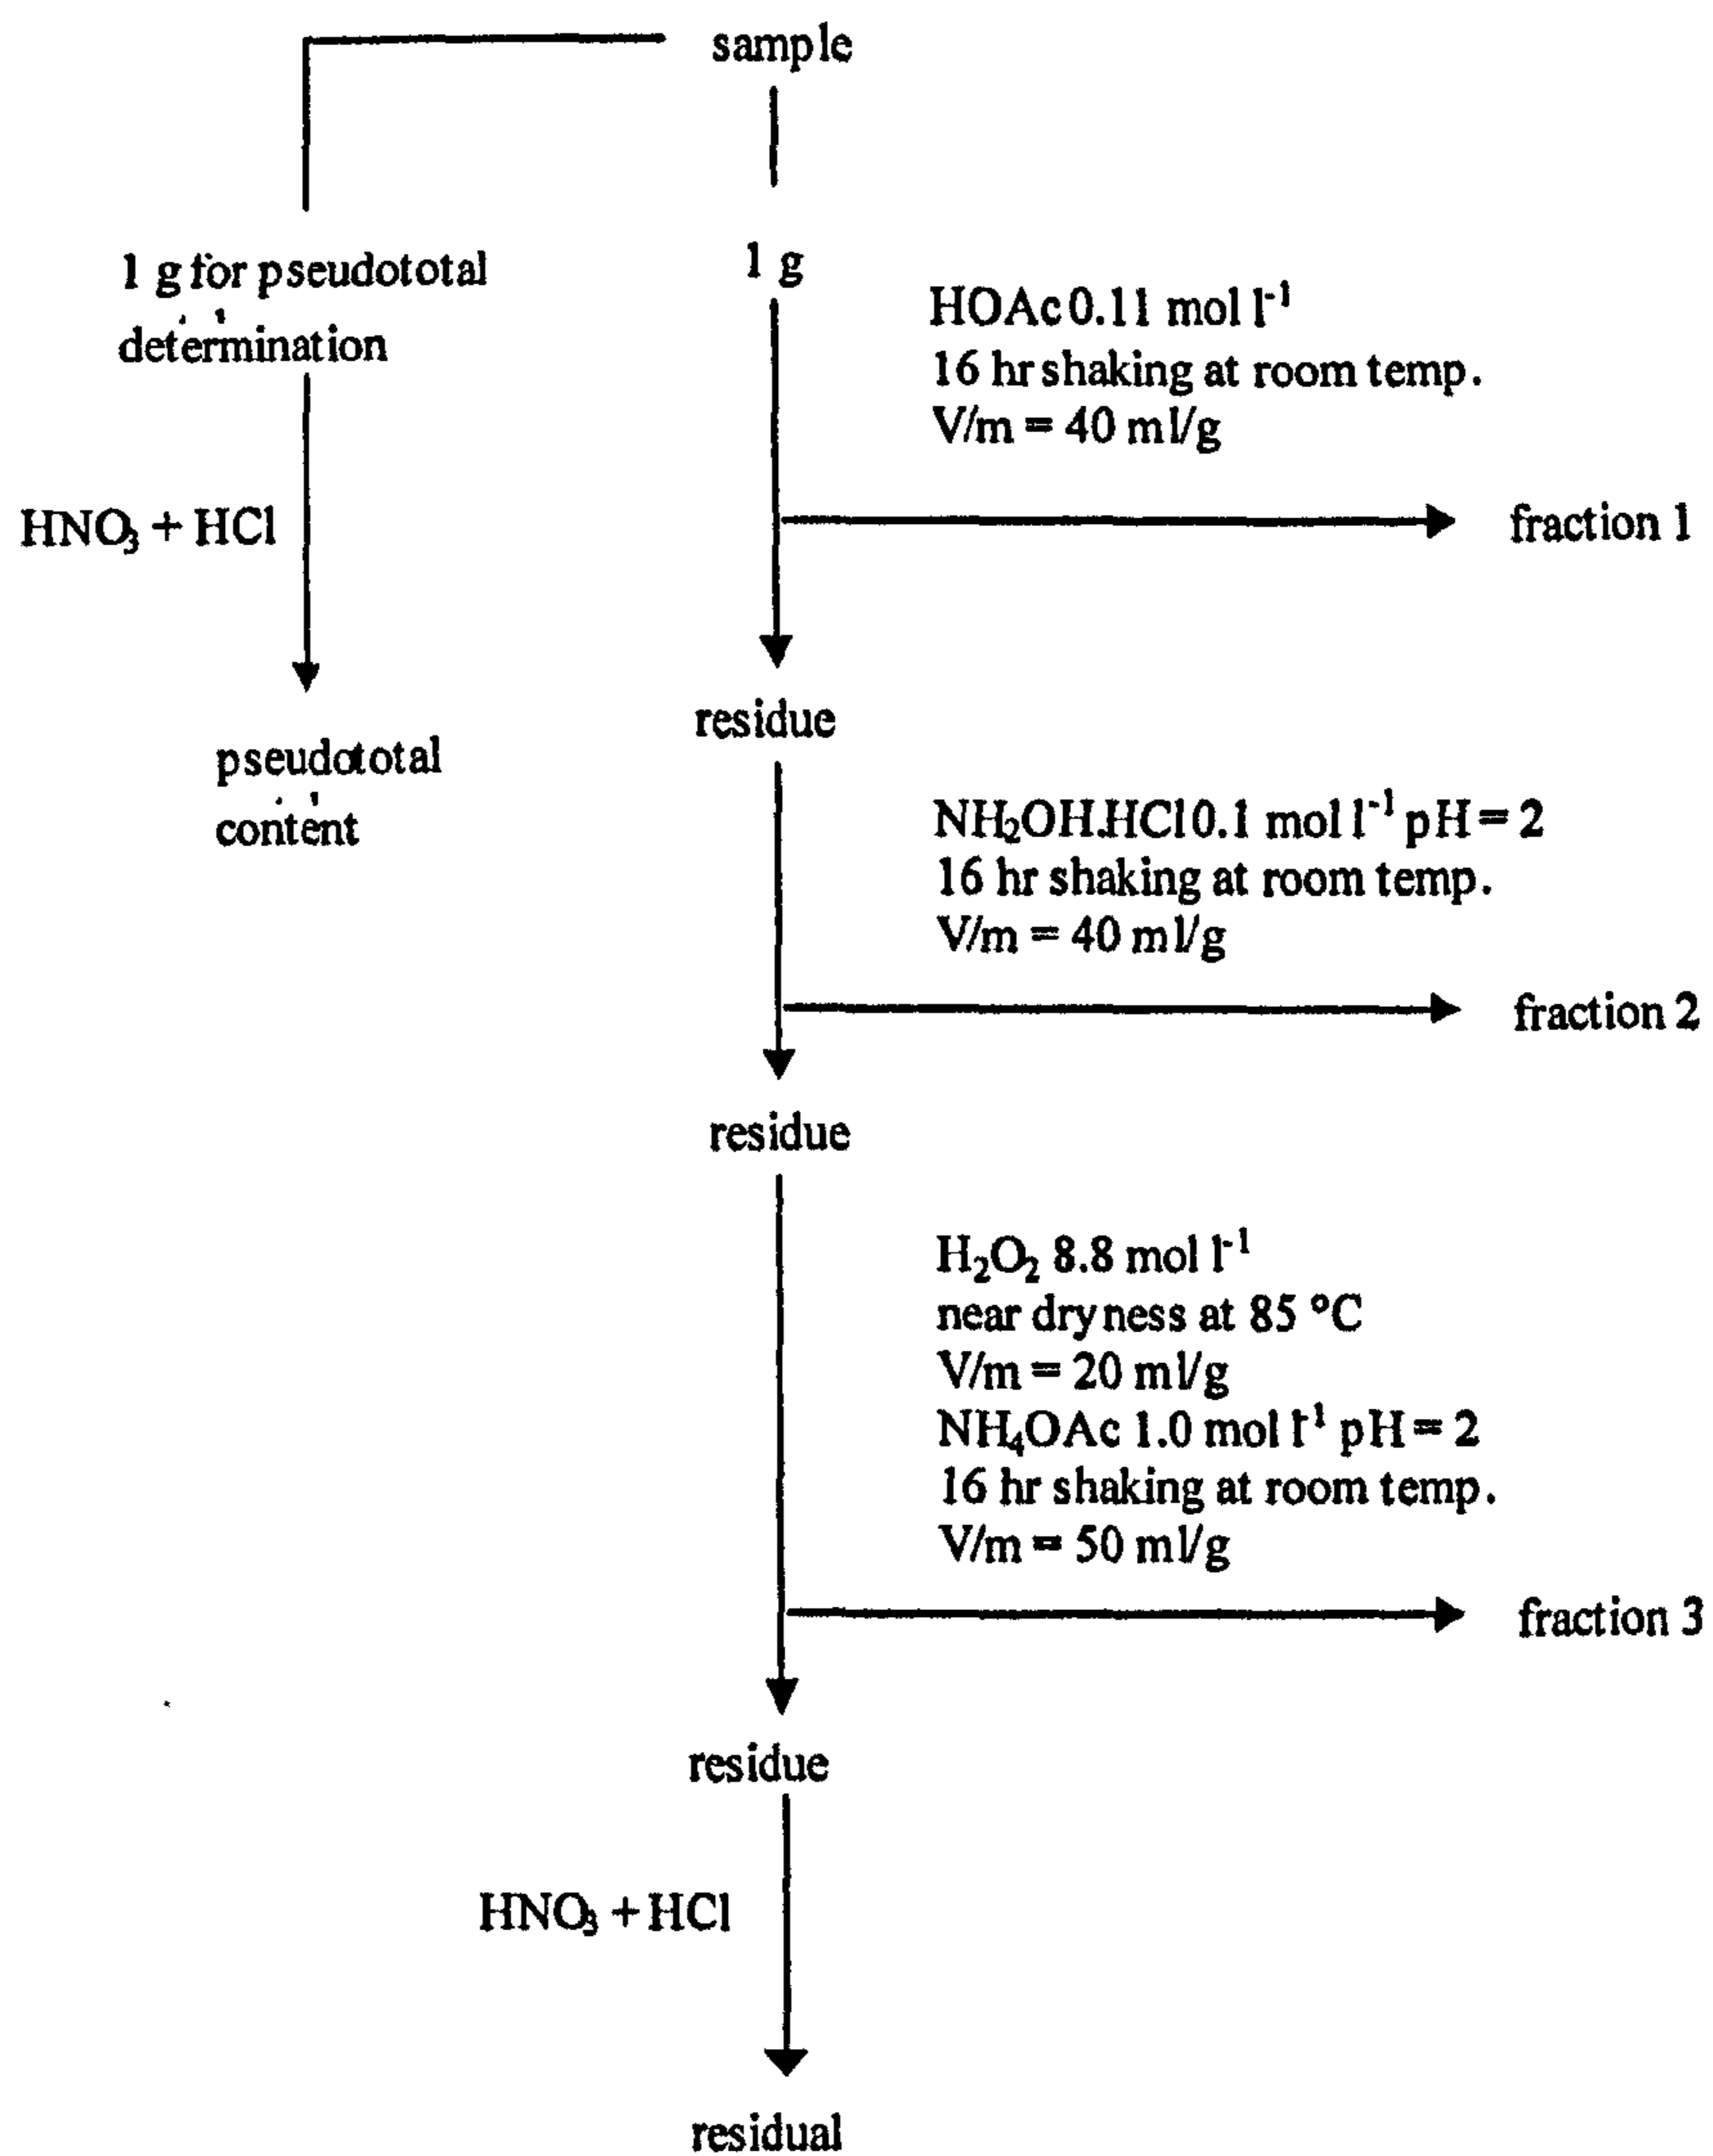 sample
1 g for pseudototal
determination
HNO₃ + HCl
pseudototal
content
1 g
HOAc 0.11 mol l⁻¹
16 hr shaking at room temp.
V/m = 40 ml/g
fraction 1
residue
NH₂OH.HCl 0.1 mol l⁻¹ pH = 2
16 hr shaking at room temp.
V/m = 40 ml/g
fraction 2
residue
H₂O₂ 8.8 mol l⁻¹
near dryness at 85 °C
V/m = 20 ml/g
NH₄OAc 1.0 mol l⁻¹ pH = 2
16 hr shaking at room temp.
V/m = 50 ml/g
fraction 3
residue
HNO₃ + HCl
residual